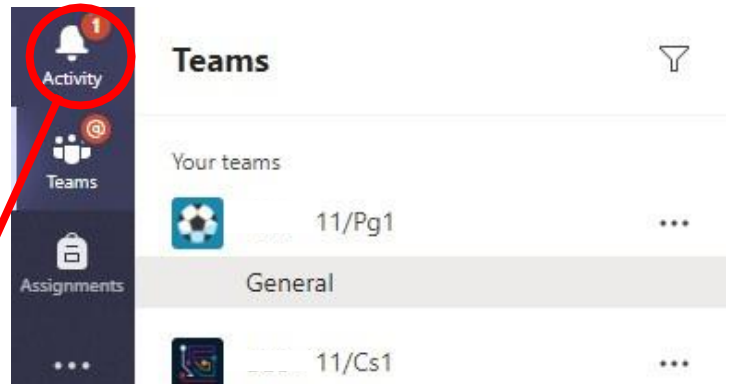 1
Activity
@
Teams
Assignments
Teams
Your teams
11/Pg1
General
11/Cs1